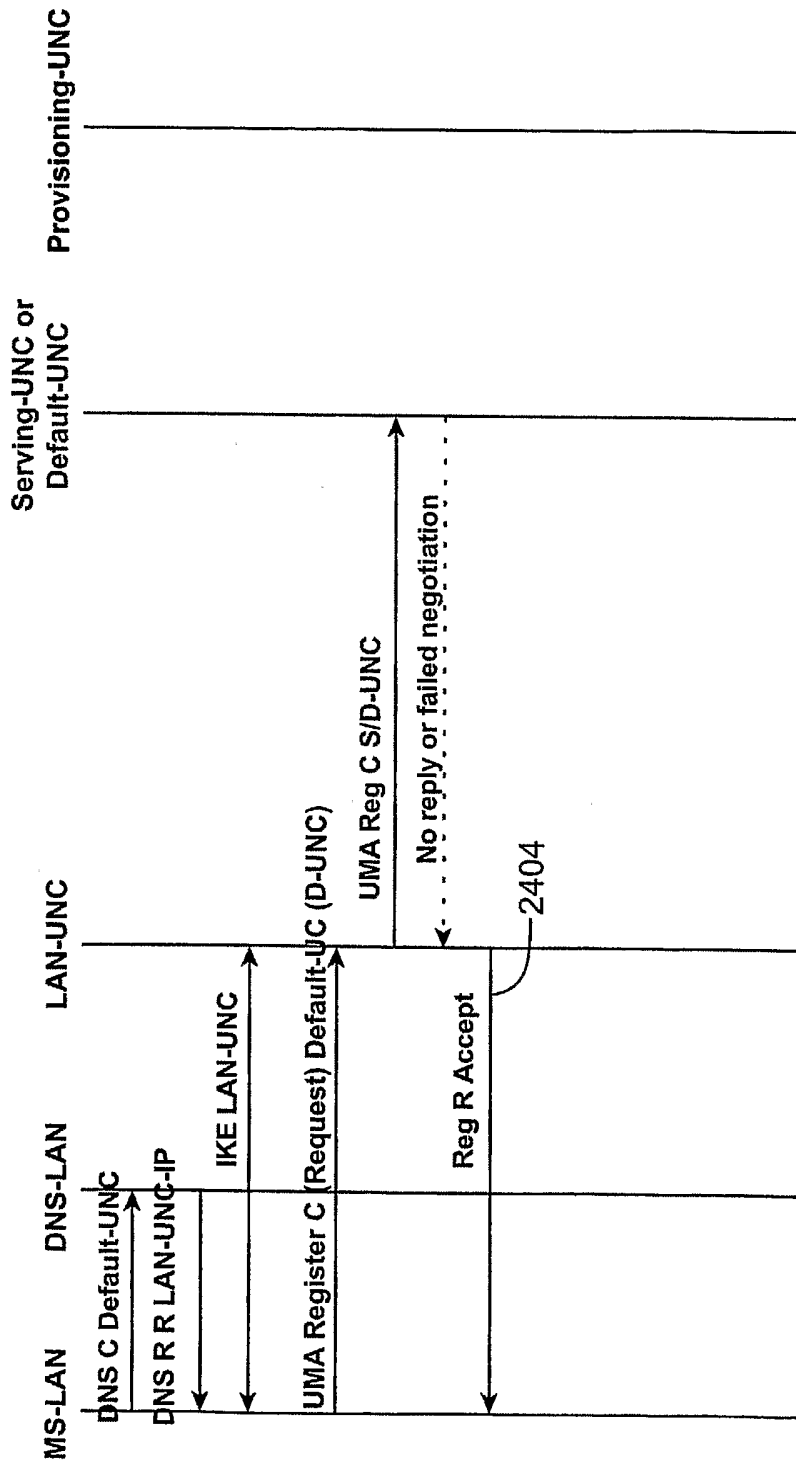 MS-LAN
DNS-LAN
LAN-UNC
Serving-UNC or
Default-UNC
Provisioning-UNC
DNS C Default-UNC
DNS R R LAN-UNC-IP
IKE LAN-UNC
UMA Register C (Request) Default-UC (D-UNC)
UMA Reg C S/D-UNC
No reply or failed negotiation
Reg R Accept
2404